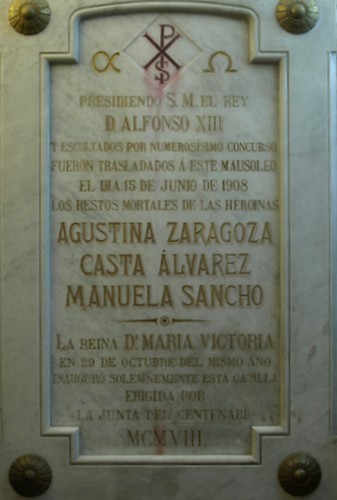 α Ω
PRESIDIENDO S. M. EL REY
D. ALFONSO XIII
Y ESCOLTADOS POR NUMEROSÍSIMO CONCURSO
FUERON TRASLADADOS Á ESTE MAUSOLEO
EL DIA 15 DE JUNIO DE 1908
LOS RESTOS MORTALES DE LAS HEROINAS
AGUSTINA ZARAGOZA
CASTA ÁLVAREZ
MANUELA SANCHO
LA REINA Dª MARIA VICTORIA
EN 29 DE OCTUBRE DEL MISMO AÑO
INAUGURÓ SOLEMNEMENTE ESTA CAPILLA
ERIGIDA POR
LA JUNTA DEL CENTENARIO
MCMVIII.